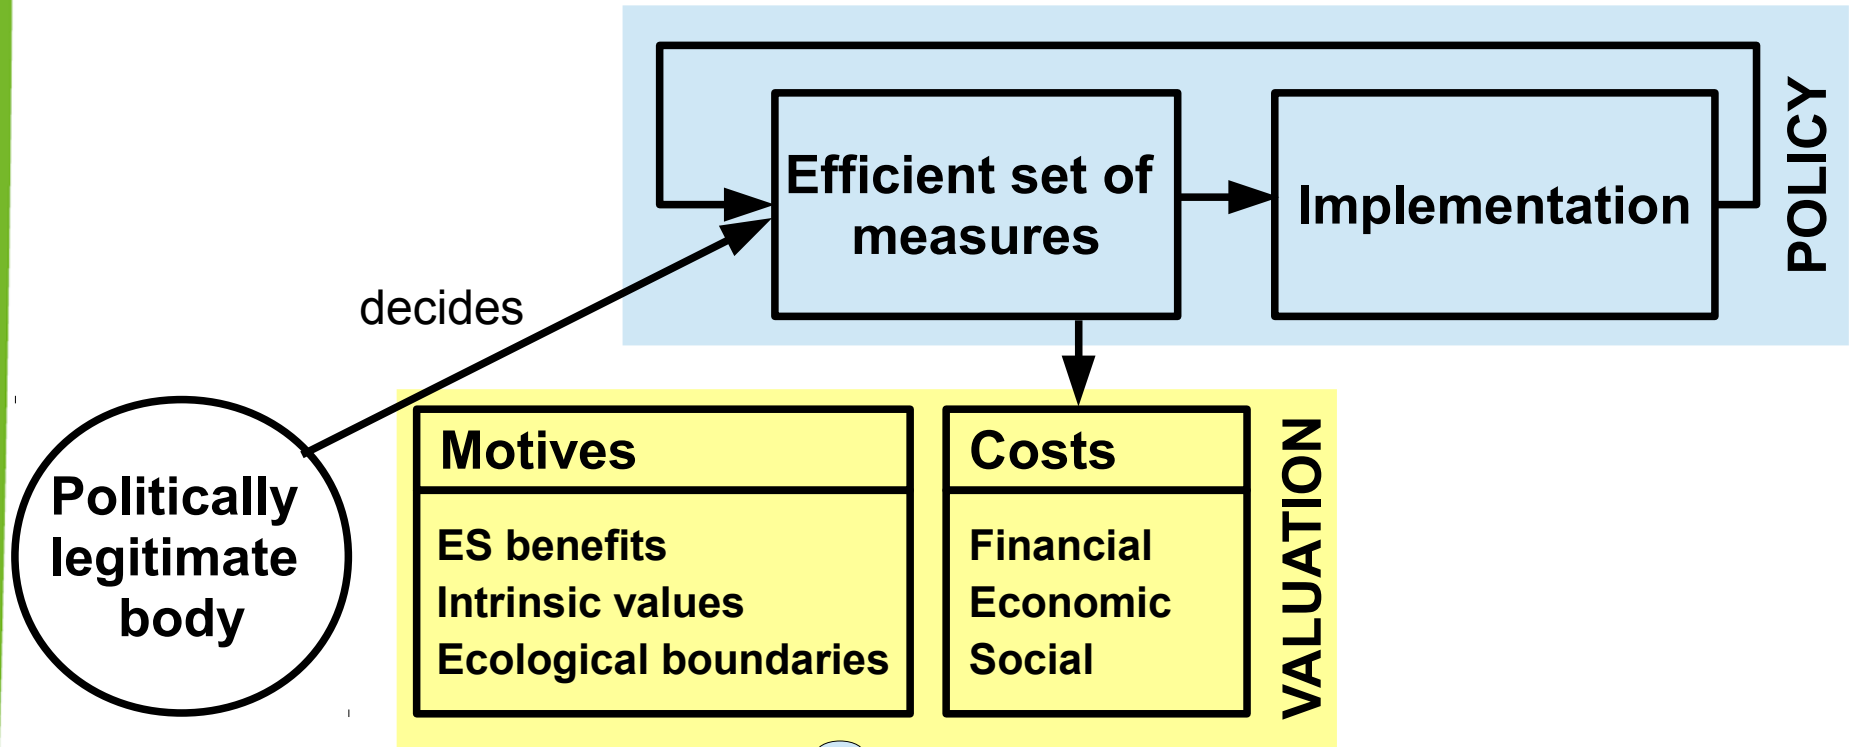 Efficient set of
measures
Implementation
POLICY
decides
Politically
legitimate
body
Motives
ES benefits
Intrinsic values
Ecological boundaries
Costs
Financial
Economic
Social
VALUATION